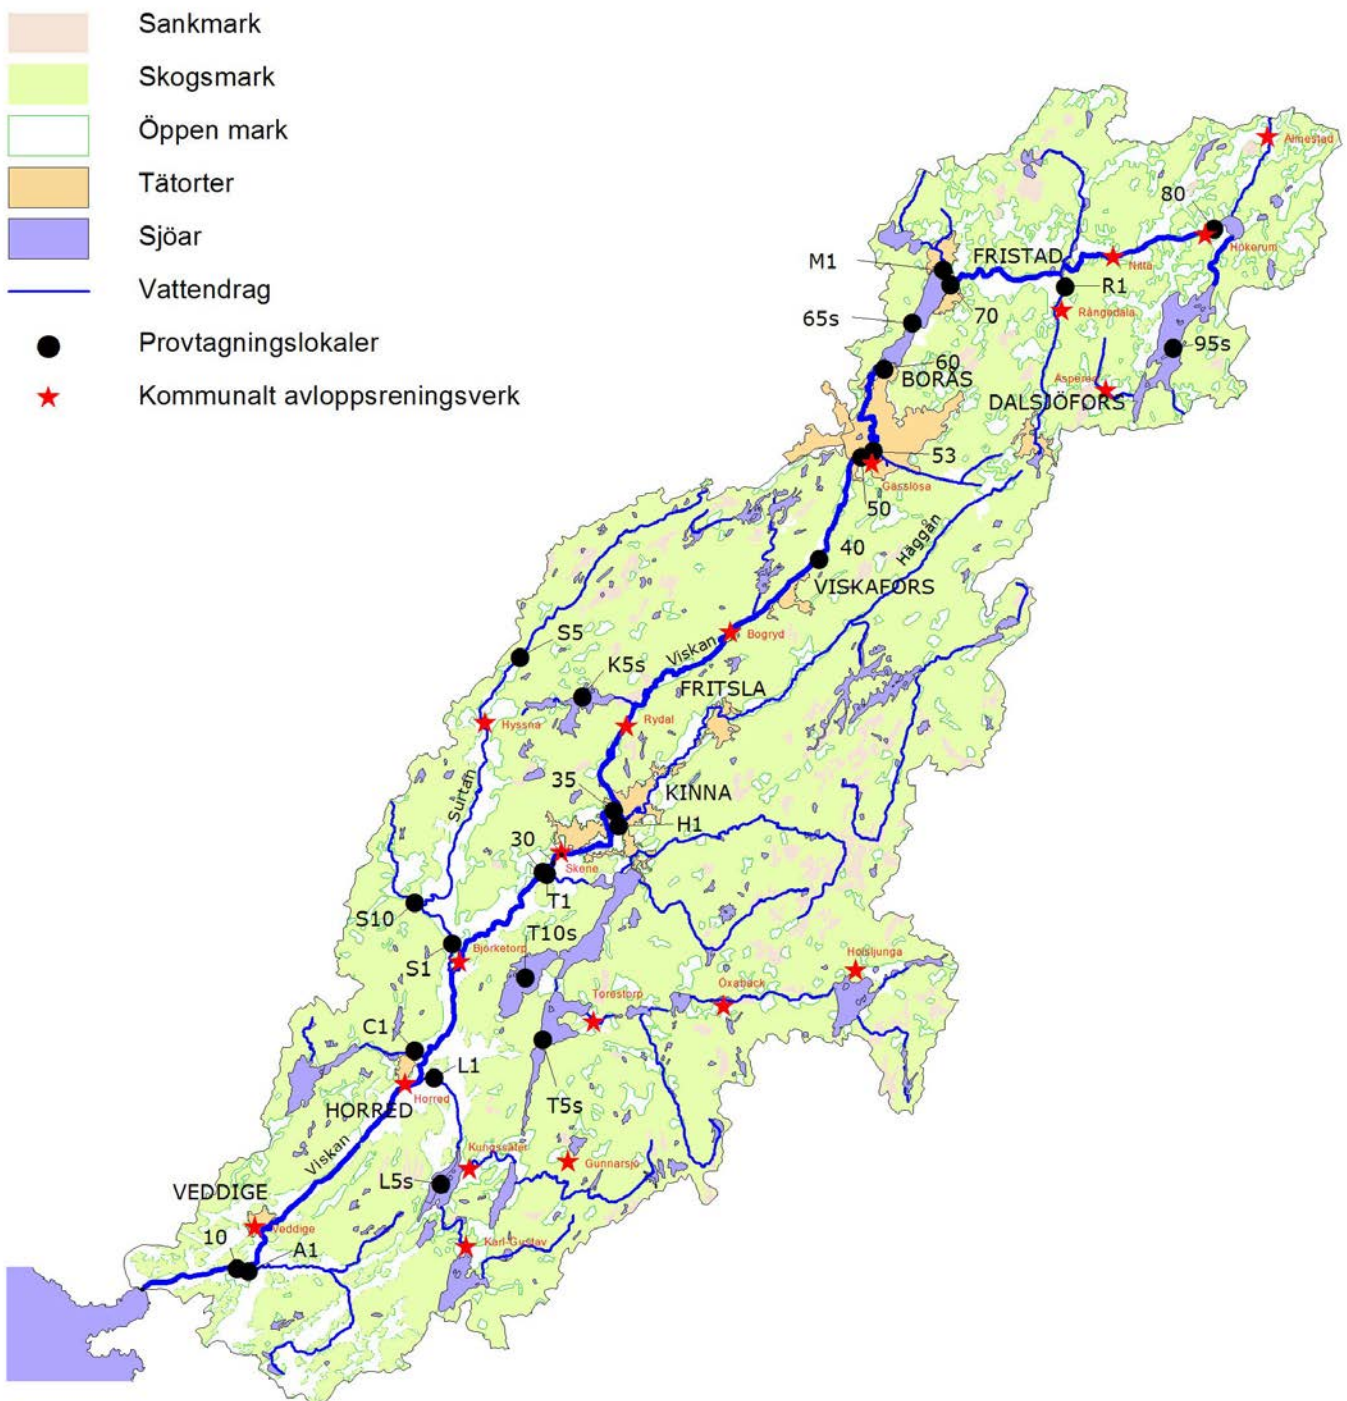 Sankmark
Skogsmark
Öppen mark
Tätorter
Sjöar
Vattendrag
Provtagningslokaler
Kommunalt avloppsreningsverk
Älmestad
80
Hökerum
FRISTAD
Nitta
M1
R1
70
Rångedala
65s
95s
60
BORÅS
Äspered
DALSJÖFORS
53
Gässlösa
50
Häggån
40
VISKAFORS
Bogryd
S5
Viskan
K5s
FRITSLA
Hyssna
Rydal
Surtan
35
KINNA
H1
30
Skene
T1
S10
T10s
S1
Björketorp
Holsljunga
Torestorp
Öxabäck
C1
L1
Horred
HORRED
T5s
Viskan
Kungssäter
Gunnarsjö
L5s
VEDDIGE
Veddige
Karl-Gustav
10
A1